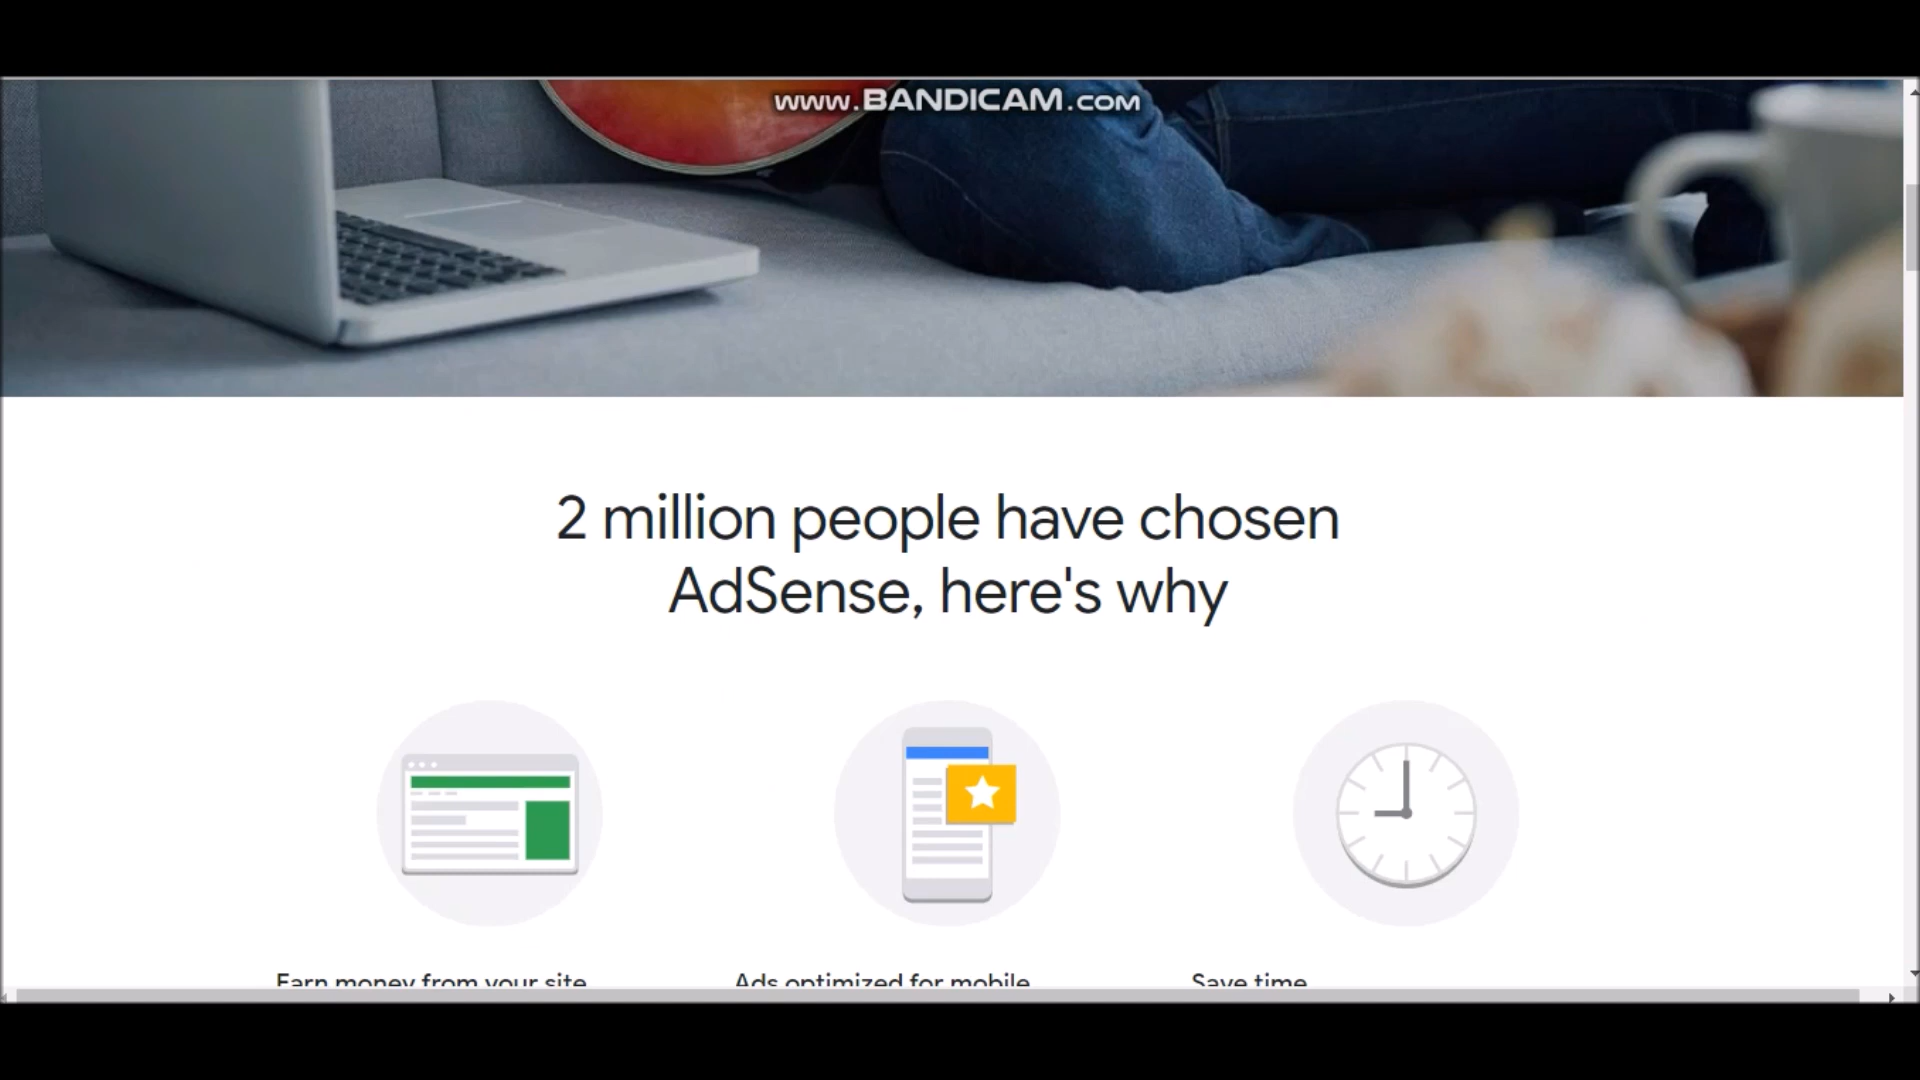 www.BANDICAM.com
2 million people have chosen
AdSense, here's why
Earn money from your site
Ads optimized for mobile
Save time